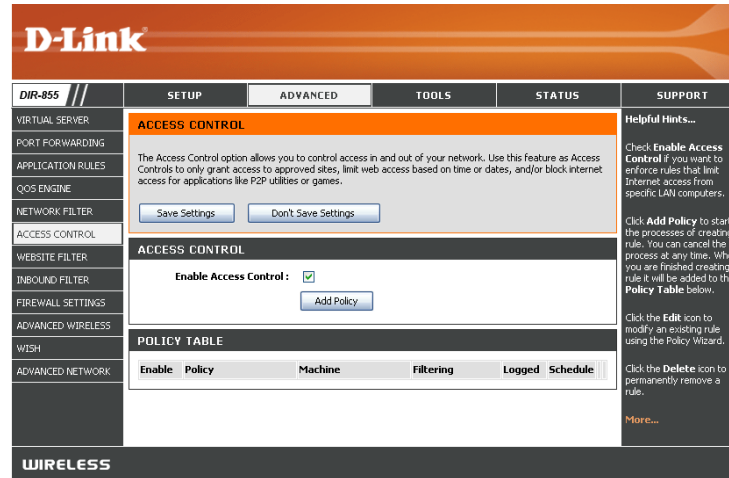 D-Link
DIR-855
SETUP
ADVANCED
TOOLS
STATUS
SUPPORT
VIRTUAL SERVER
PORT FORWARDING
APPLICATION RULES
QOS ENGINE
NETWORK FILTER
ACCESS CONTROL
WEBSITE FILTER
INBOUND FILTER
FIREWALL SETTINGS
ADVANCED WIRELESS
WISH
ADVANCED NETWORK
ACCESS CONTROL
The Access Control option allows you to control access in and out of your network. Use this feature as Access
Controls to only grant access to approved sites, limit web access based on time or dates, and/or block internet
access for applications like P2P utilities or games.
Save Settings
Don't Save Settings
ACCESS CONTROL
Enable Access Control :
Add Policy
POLICY TABLE
Enable Policy Machine Filtering Logged Schedule
Helpful Hints...
Check Enable Access
Control if you want to
enforce rules that limit
Internet access from
specific LAN computers.
Click Add Policy to start
the processes of creating
rule. You can cancel the
process at any time. Wh
you are finished creating
rule it will be added to th
Policy Table below.
Click the Edit icon to
modify an existing rule
using the Policy Wizard.
Click the Delete icon to
permanently remove a
rule.
More...
WIRELESS